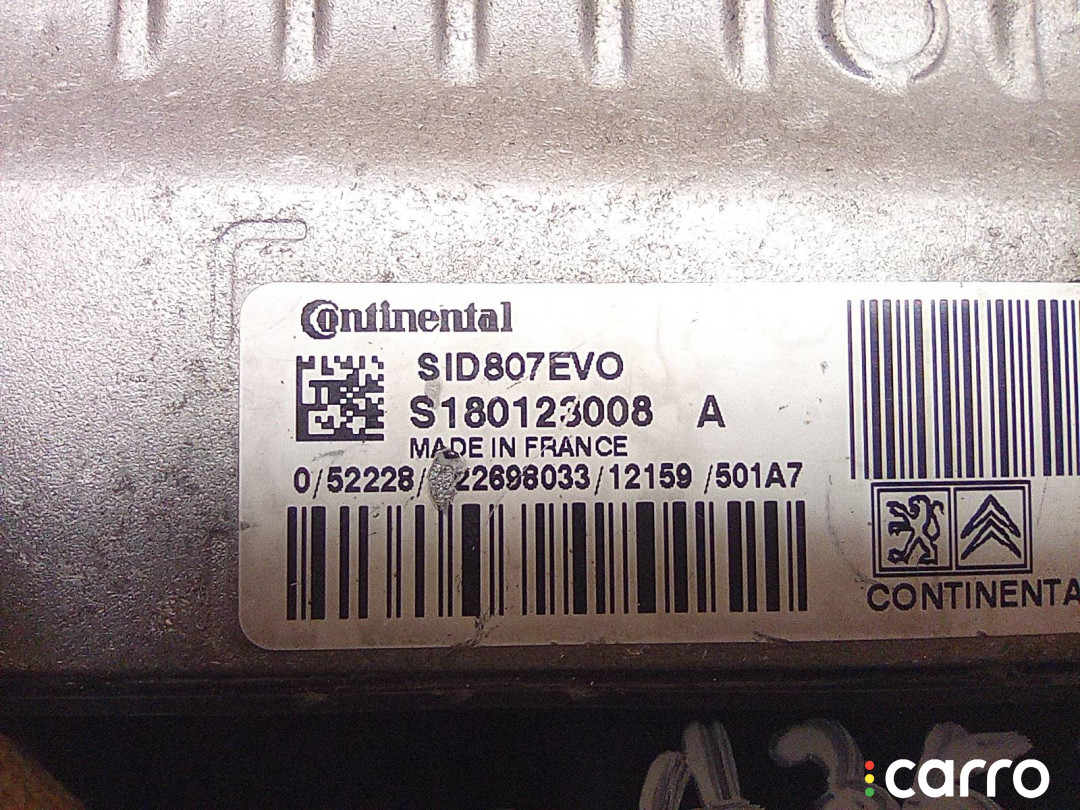 Continental
SID807EVO
S180123008 A
MADE IN FRANCE
0/52228/ 22698033/12159 /501A7
CONTINENTA
carro